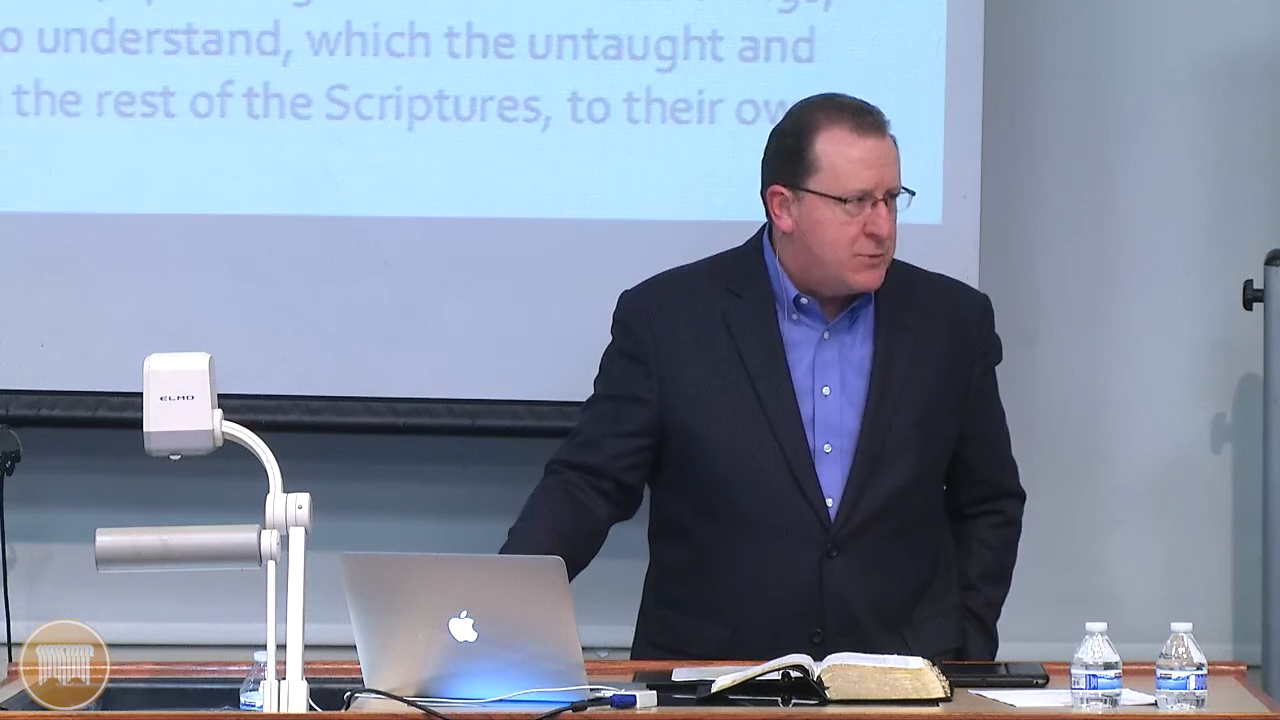 o understand, which the untaught and
the rest of the Scriptures, to their ow
ELMO